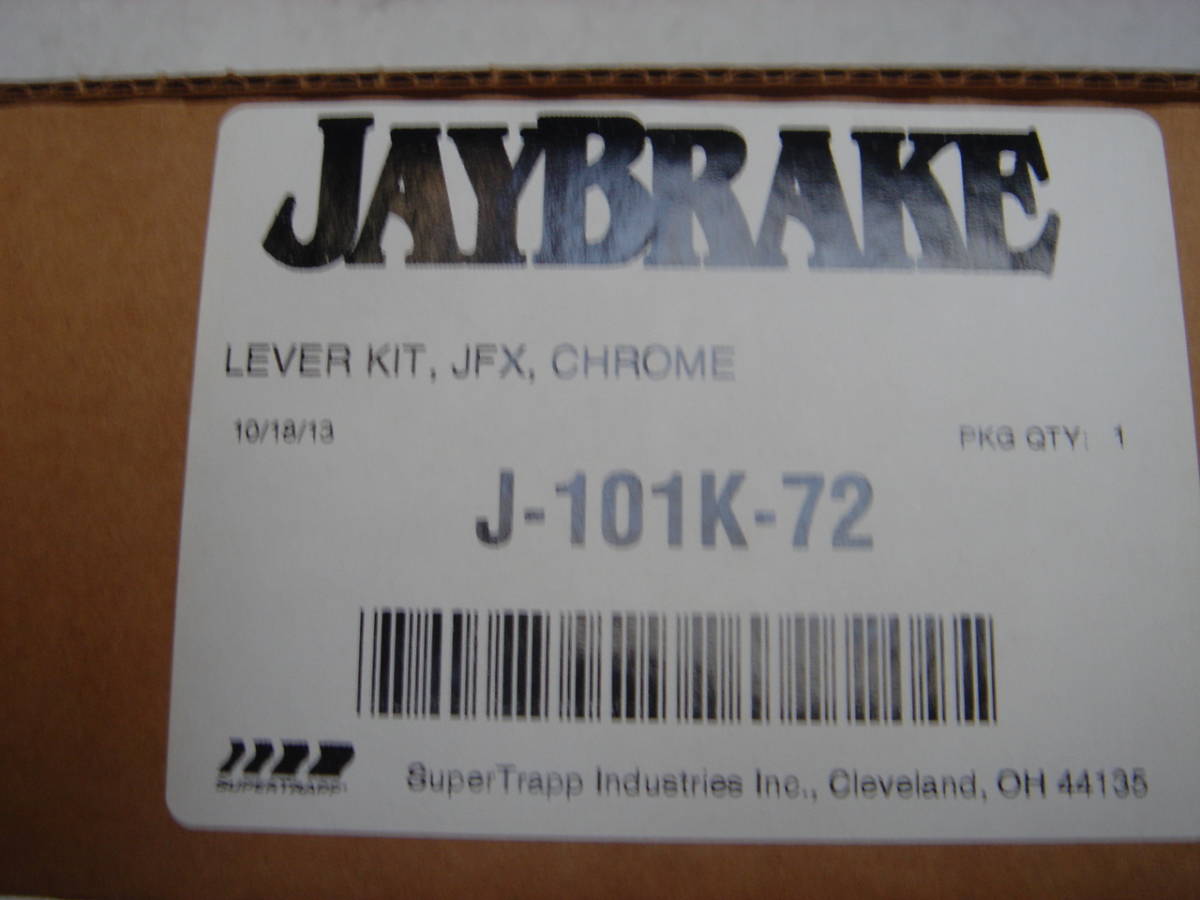 JAYBRAKE
LEVER KIT, JFX, CHROME
10/18/13
PKG QTY: 1
J-101K-72
SUPERTRAPP
SuperTrapp Industries Inc., Cleveland, OH 44135